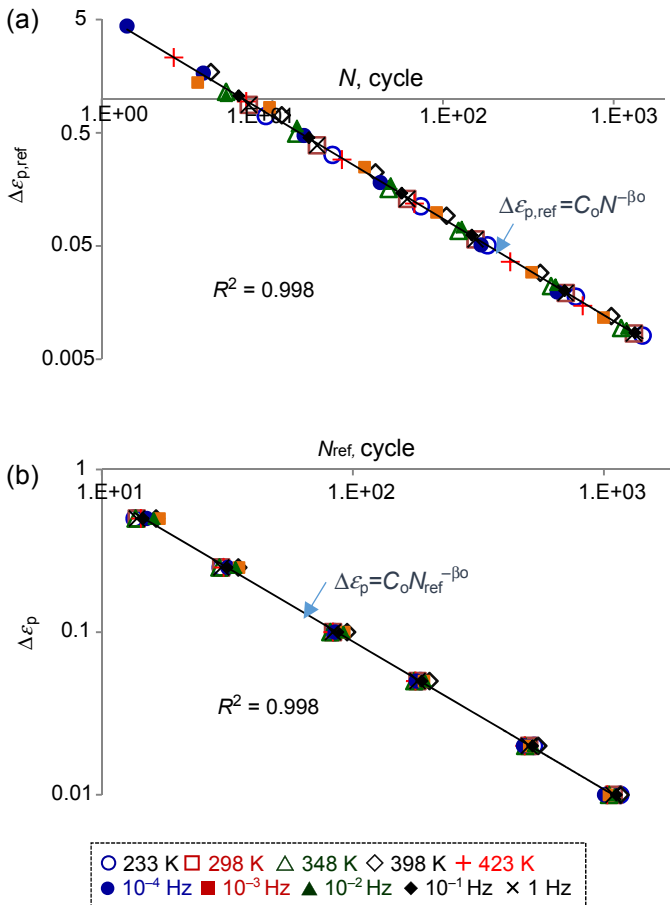 (a)
5
N, cycle
1.E+00 1.E+01 1.E+02 1.E+03
0.5
Δεp,ref
Δεp,ref=CoN−βo
0.05
R2 = 0.998
0.005
Nref, cycle
(b)
1
1.E+01 1.E+02 1.E+03
Δεp=CoNref−βo
Δεp
0.1
R2 = 0.998
0.01
233 K 298 K 348 K 398 K 423 K
10−4 Hz 10−3 Hz 10−2 Hz 10−1 Hz 1 Hz